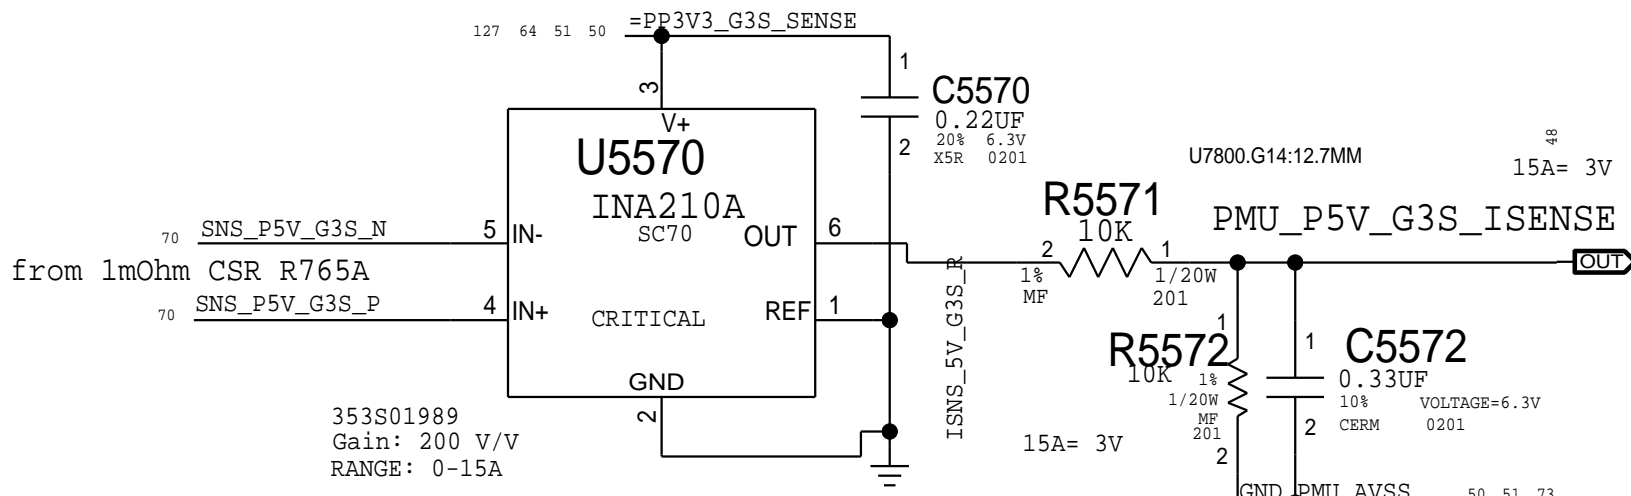 =PP3V3_G3S_SENSE
127 64 51 50
1
3
C5570
0.22UF
20% 6.3V
X5R 0201
2
V+
U5570
INA210A
SC70
CRITICAL
U7800.G14:12.7MM
48
15A= 3V
R5571
10K
PMU_P5V_G3S_ISENSE
70 SNS_P5V_G3S_N 5 IN-
OUT 6
2 1
1% 1/20W
MF 201
OUT
from 1mOhm CSR R765A
70 SNS_P5V_G3S_P 4 IN+
REF 1
ISNS_5V_G3S_R
GND
2
1
R5572
10K 1%
1/20W
MF
201
2
1
C5572
0.33UF
10% VOLTAGE=6.3V
CERM 0201
2
353S01989
Gain: 200 V/V
RANGE: 0-15A
15A= 3V
GND_PMU_AVSS 50 51 73